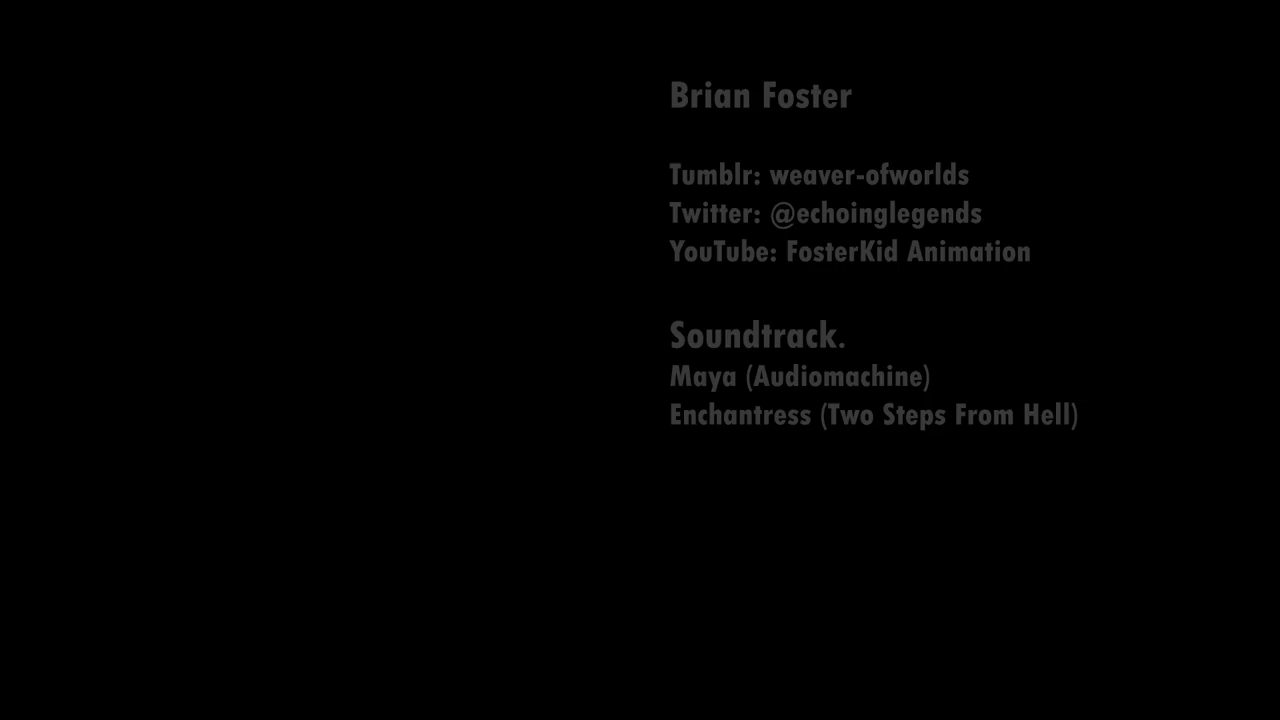 Brian Foster
Tumblr: weaver-ofworlds
Twitter: @echoinglegends
YouTube: FosterKid Animation
Soundtrack.
Maya (Audiomachine)
Enchantress (Two Steps From Hell)